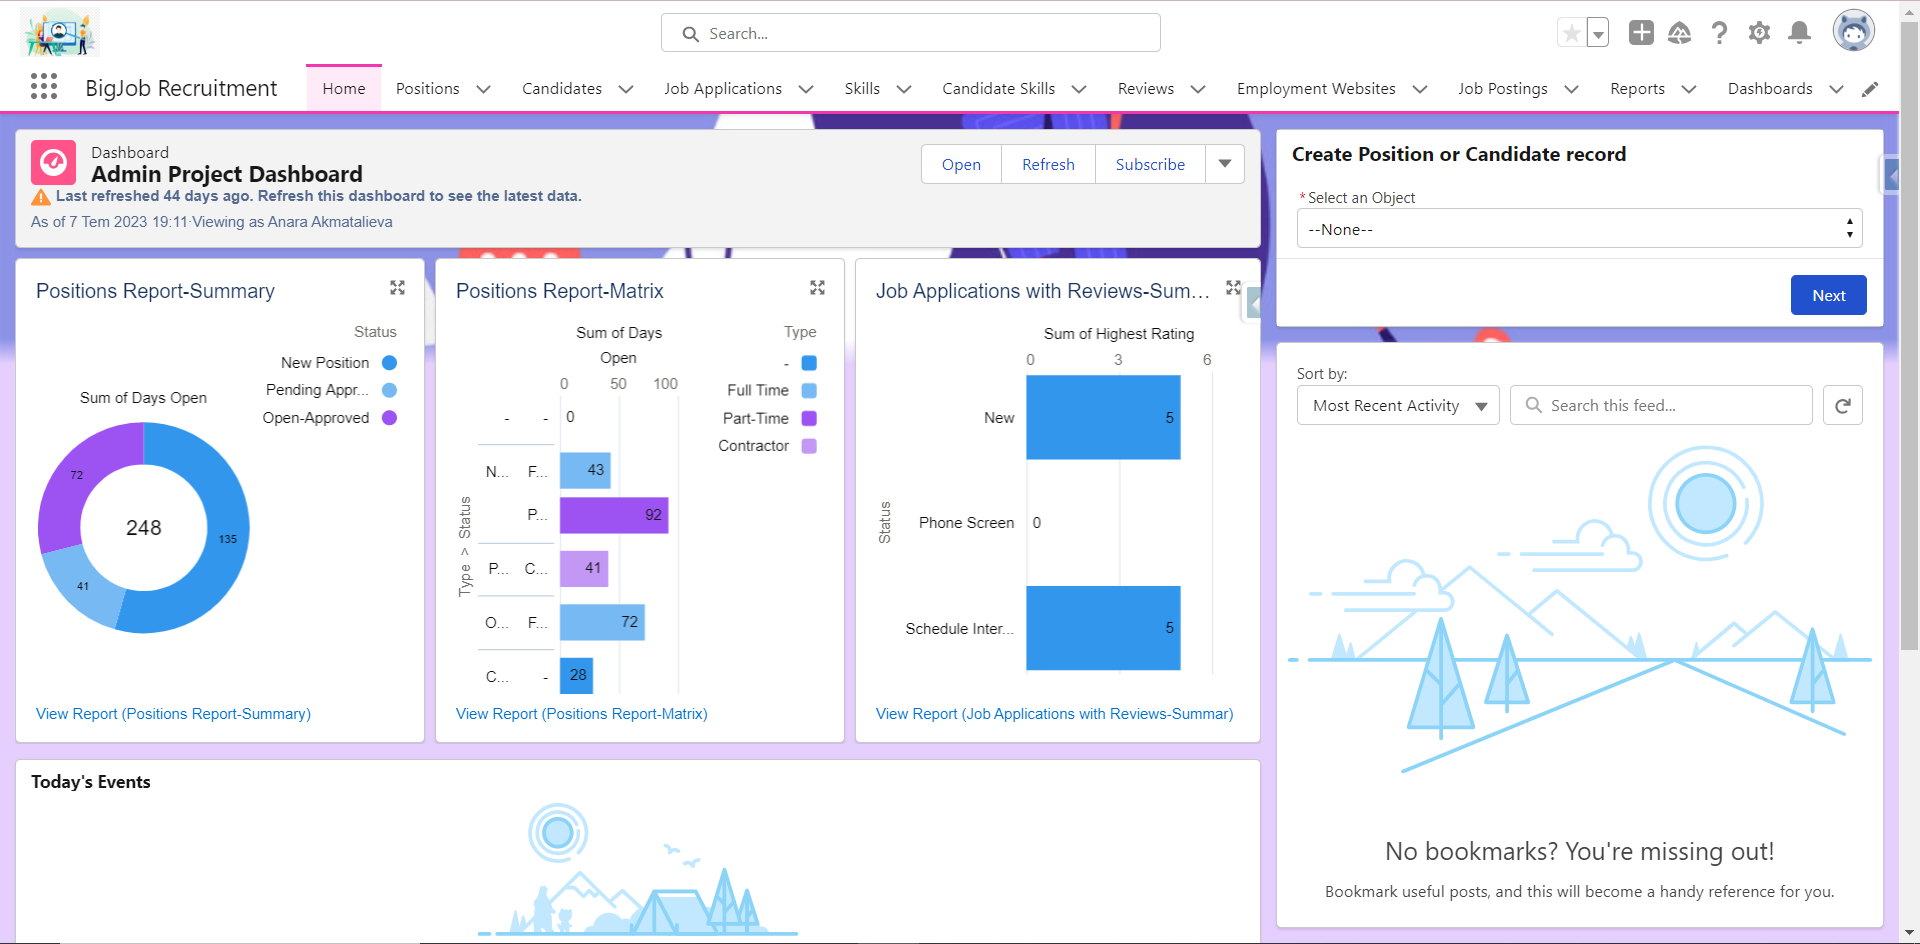 Search...
BigJob Recruitment
Home
Positions
Candidates
Job Applications
Skills
Candidate Skills
Reviews
Employment Websites
Job Postings
Reports
Dashboards
Dashboard
Admin Project Dashboard
Last refreshed 44 days ago. Refresh this dashboard to see the latest data.
As of 7 Tem 2023 19:11·Viewing as Anara Akmatalieva
Open
Refresh
Subscribe
Positions Report-Summary
Status
New Position
Pending Appr...
Open-Approved
Sum of Days Open
72
248
135
41
View Report (Positions Report-Summary)
Positions Report-Matrix
Sum of Days
Open
Type
-
Full Time
Part-Time
Contractor
0 50 100
- - 0
N... F... 43
P... 92
P... C... 41
O... F... 72
C... - 28
Type > Status
View Report (Positions Report-Matrix)
Job Applications with Reviews-Sum...
Sum of Highest Rating
0 3 6
New 5
Phone Screen 0
Schedule Inter... 5
Status
View Report (Job Applications with Reviews-Summar)
Today's Events
Create Position or Candidate record
*Select an Object
--None--
Next
Sort by:
Most Recent Activity
Search this feed...
No bookmarks? You're missing out!
Bookmark useful posts, and this will become a handy reference for you.